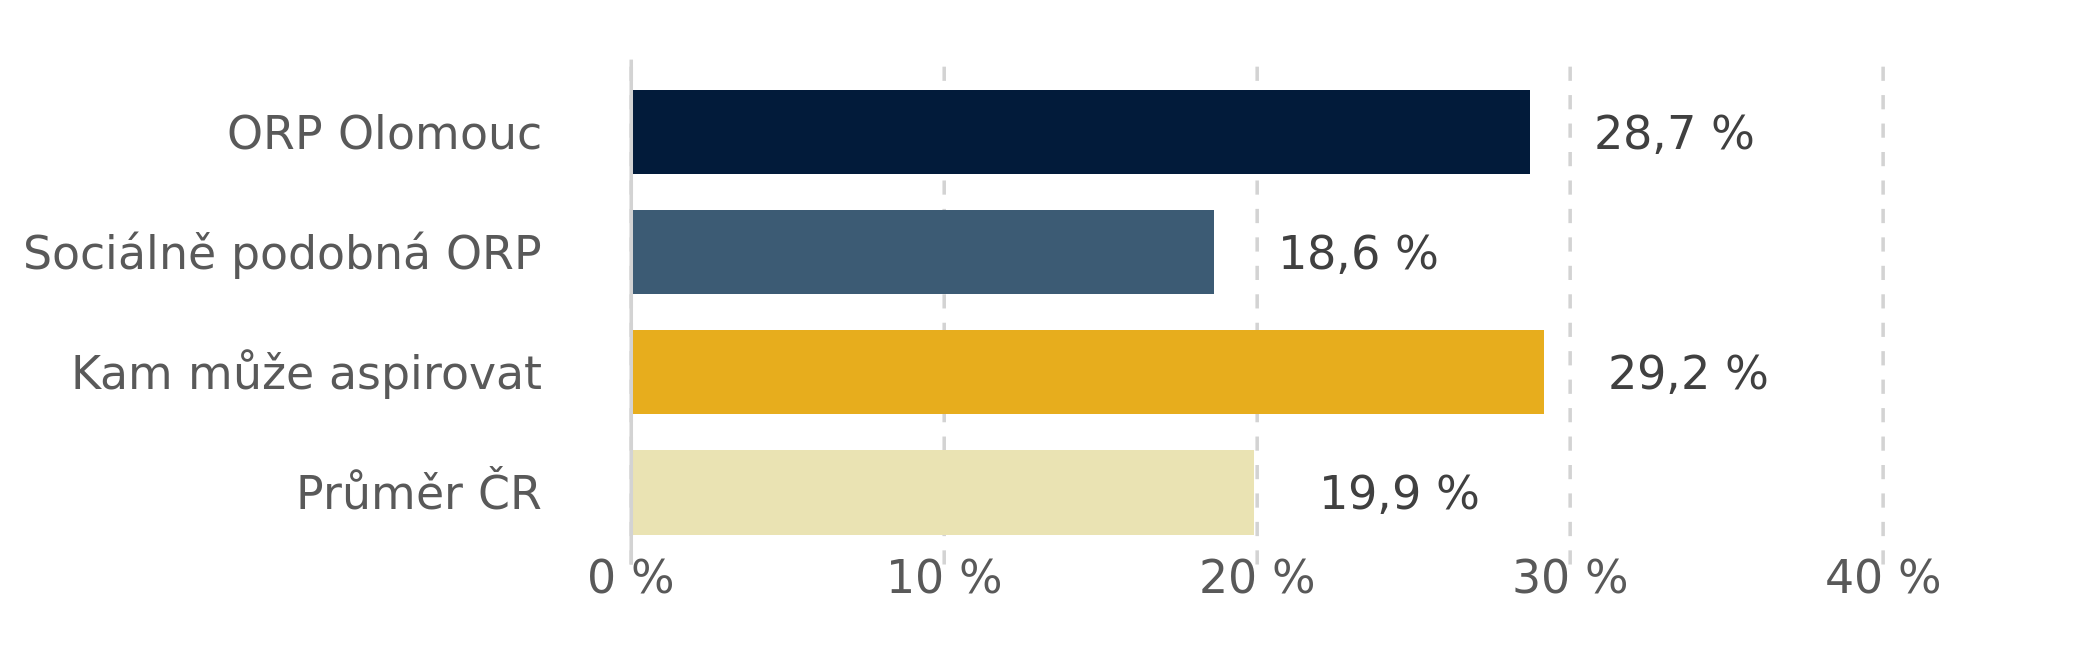 ORP Olomouc 28,7 %
Sociálně podobná ORP 18,6 %
Kam může aspirovat 29,2 %
Průměr ČR 19,9 %
0 % 10 % 20 % 30 % 40 %